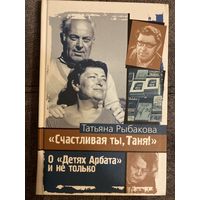 Татьяна Рыбакова
«Счастливая ты, Таня!»
О «Детях Арбата»
и не только